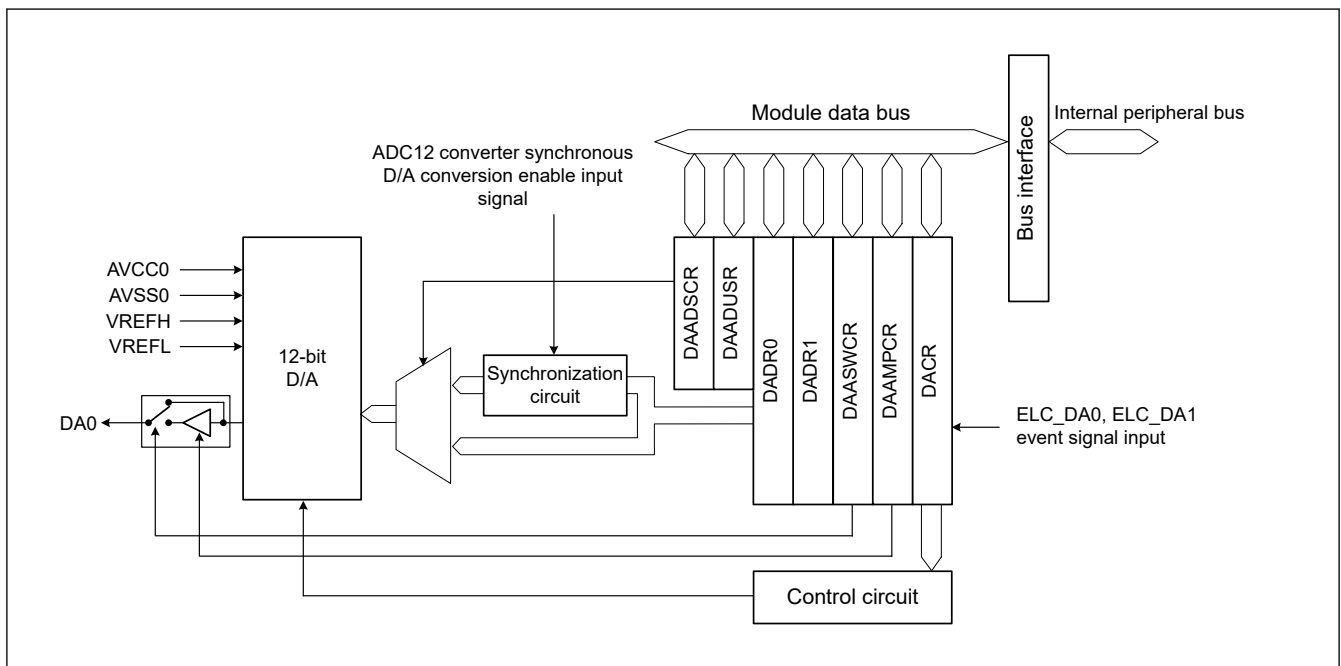 Module data bus
Bus interface
Internal peripheral bus
ADC12 converter synchronous
D/A conversion enable input
signal
AVCC0
AVSS0
VREFH
VREFL
12-bit
D/A
Synchronization
circuit
DAADSCR
DAADUSR
DADR0
DADR1
DAASWCR
DAAMPCR
DACR
DA0
ELC_DA0, ELC_DA1
event signal input
Control circuit